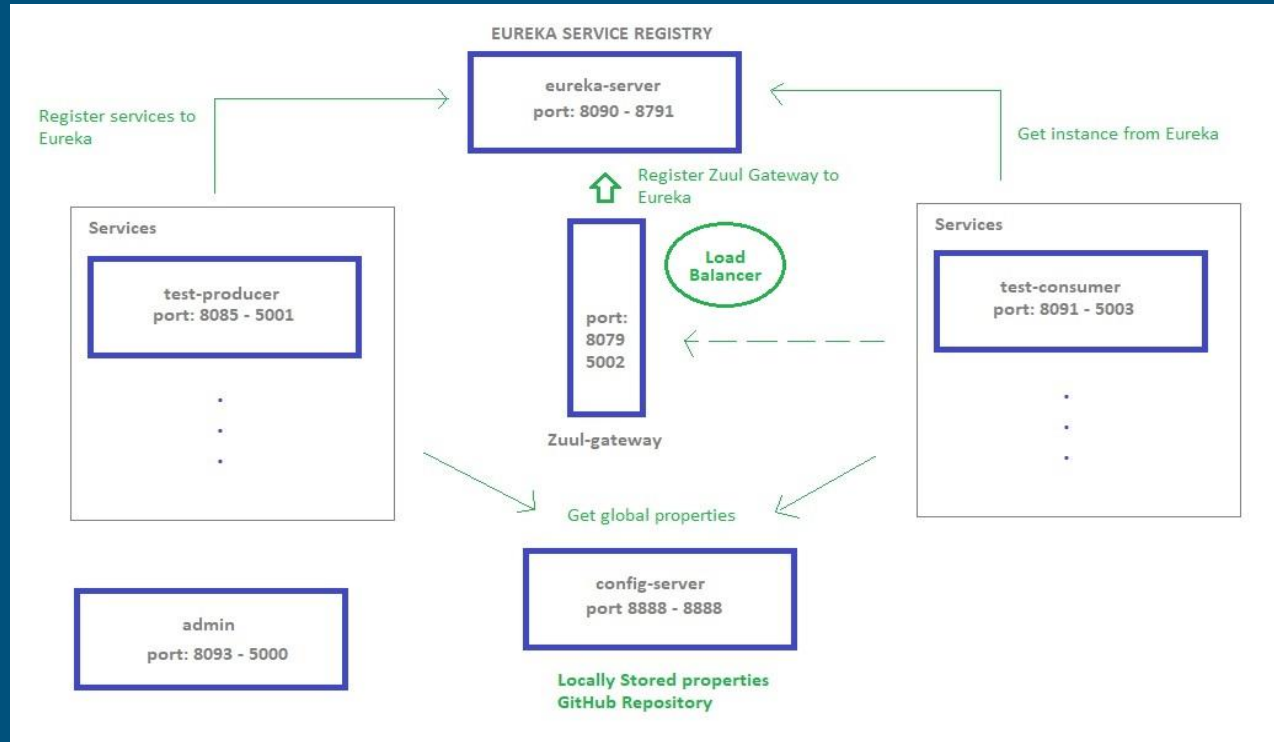 EUREKA SERVICE REGISTRY
eureka-server
port: 8090 - 8791
Register services to
Eureka
Get instance from Eureka
Register Zuul Gateway to
Eureka
Services
test-producer
port: 8085 - 5001
Load
Balancer
port:
8079
5002
Zuul-gateway
Services
test-consumer
port: 8091 - 5003
Get global properties
config-server
port 8888 - 8888
admin
port: 8093 - 5000
Locally Stored properties
GitHub Repository